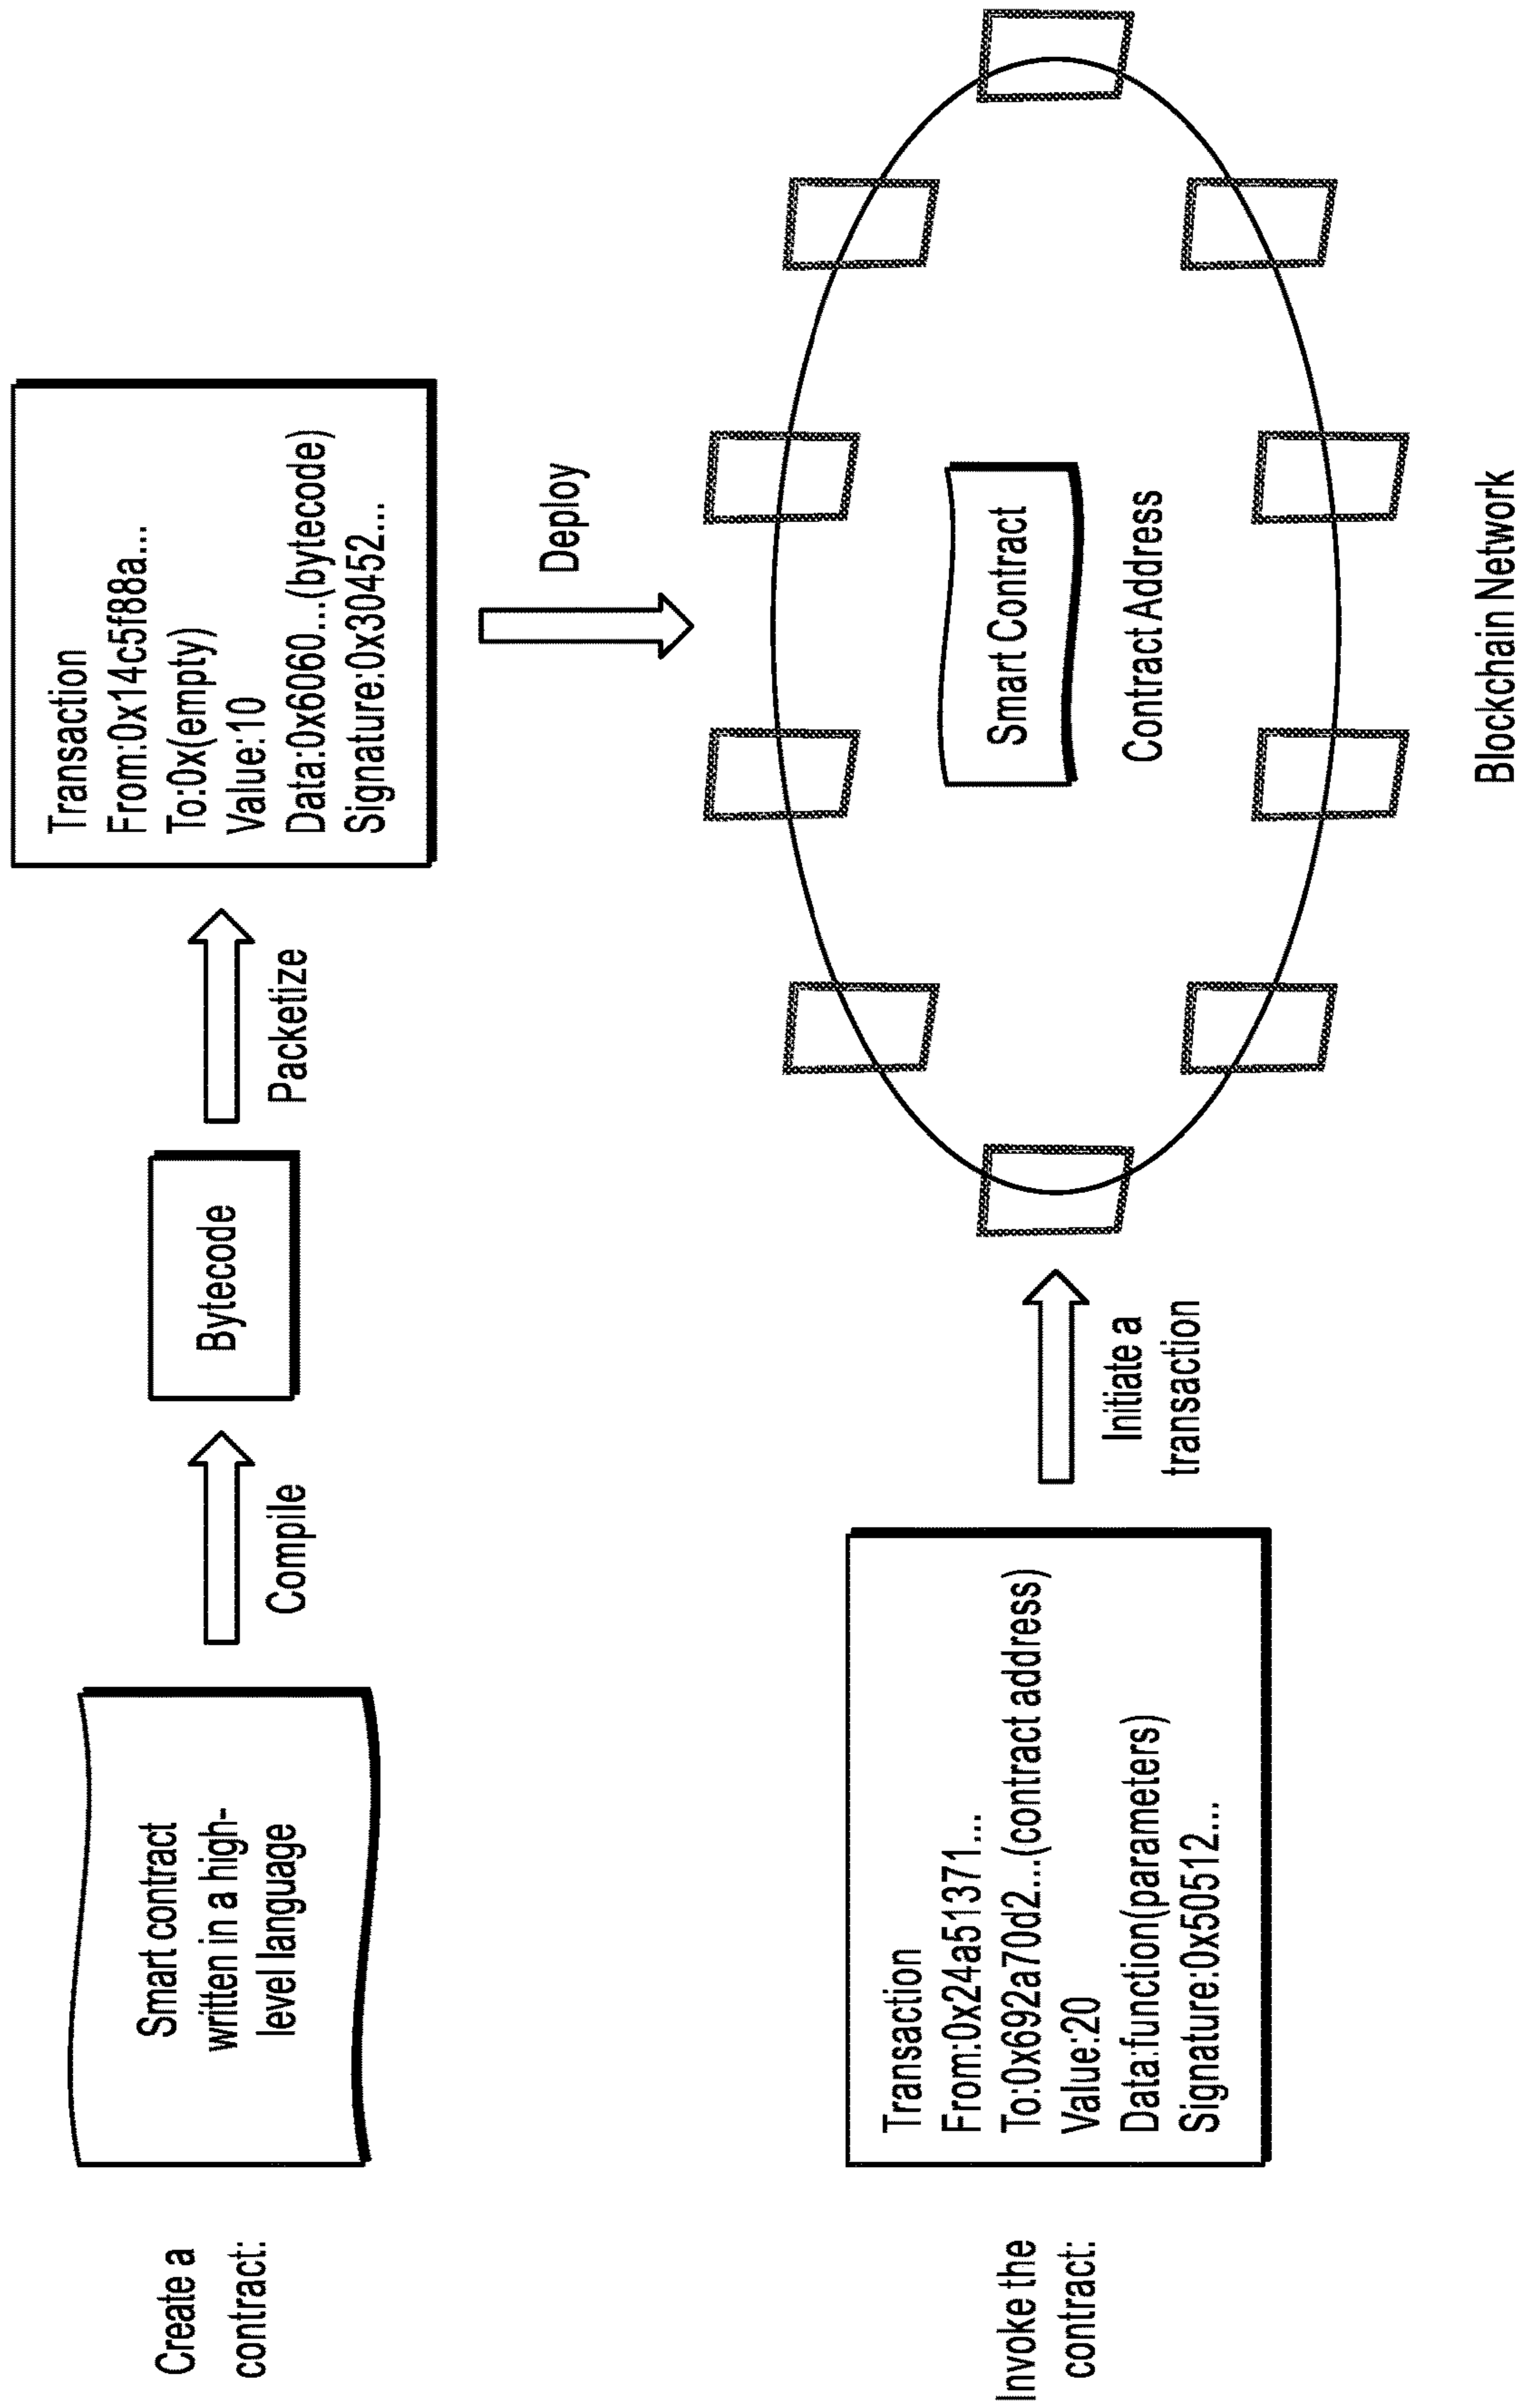 Create a
contract:
Smart contract
written in a high-
level language
Compile
Bytecode
Packetize
Transaction
From:0x14c5f88a...
To:0x(empty)
Value:10
Data:0x6060...(bytecode)
Signature:0x30452...
Deploy
Invoke the
contract:
Transaction
From:0x24a51371...
To:0x692a70d2...(contract address)
Value:20
Data:function(parameters)
Signature:0x50512...
Initiate a
transaction
Smart Contract
Contract Address
Blockchain Network